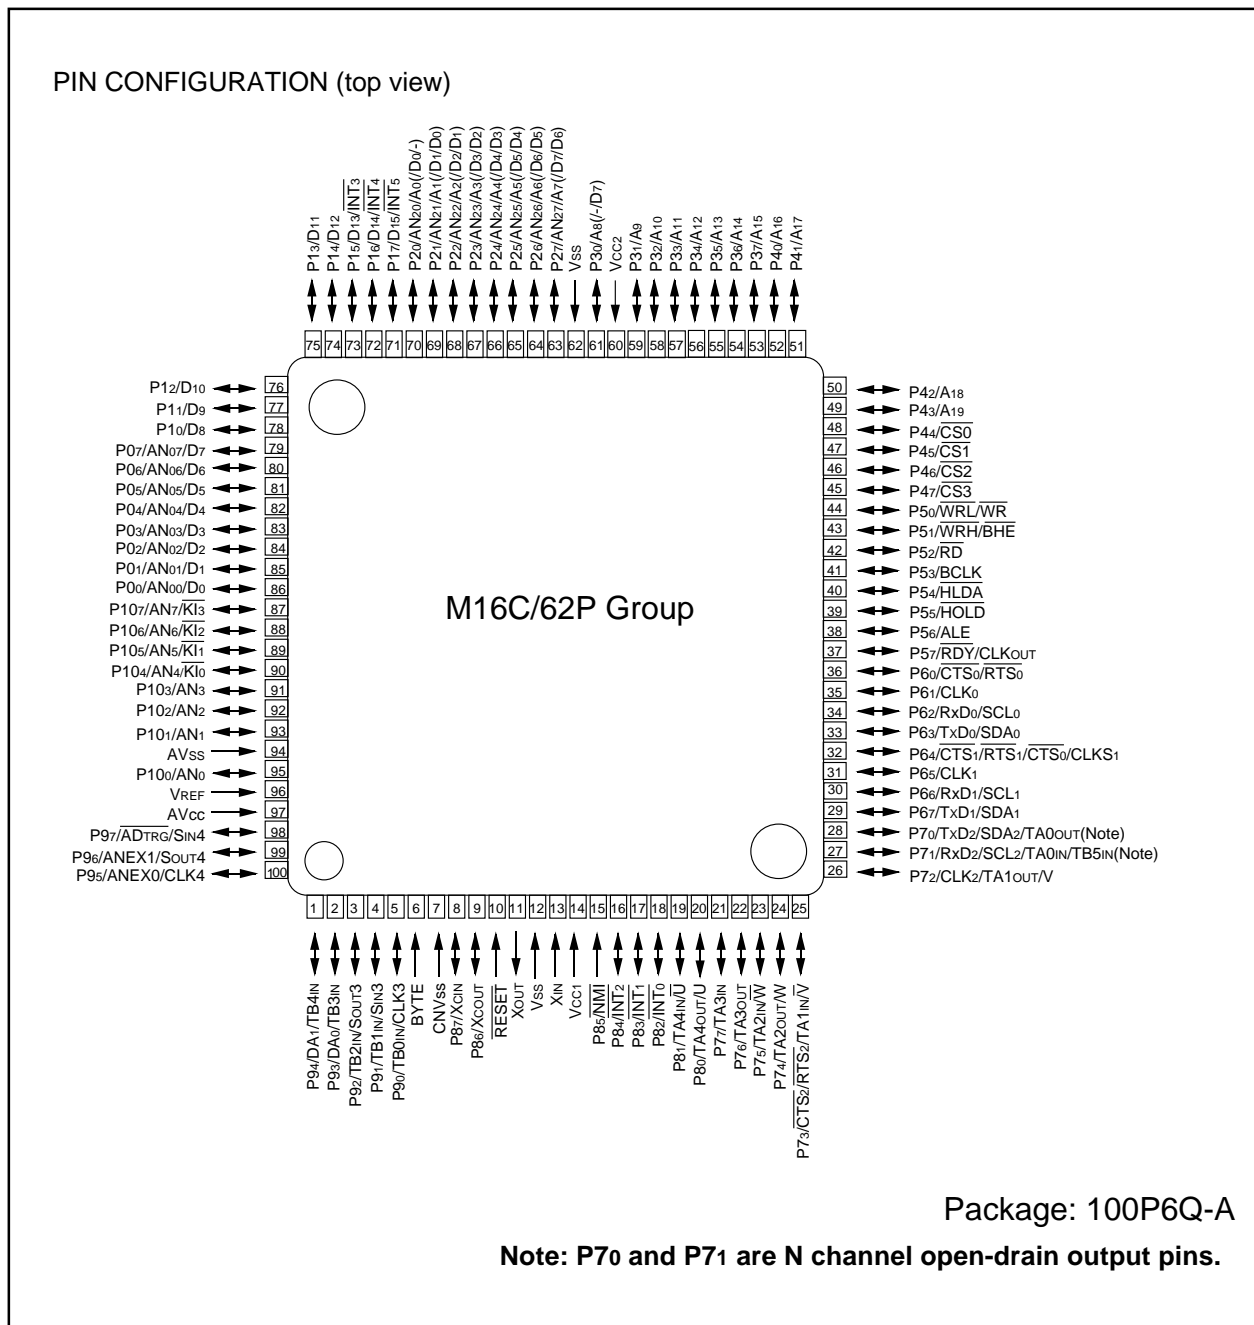 PIN CONFIGURATION (top view)
P13/D11
P14/D12
P15/D13/INT3
P16/D14/INT4
P17/D15/INT5
P20/AN20/A0(/D0/-)
P21/AN21/A1(/D1/D0)
P22/AN22/A2(/D2/D1)
P23/AN23/A3(/D3/D2)
P24/AN24/A4(/D4/D3)
P25/AN25/A5(/D5/D4)
P26/AN26/A6(/D6/D5)
P27/AN27/A7(/D7/D6)
Vss
P30/A8(/-/D7)
Vcc2
P31/A9
P32/A10
P33/A11
P34/A12
P35/A13
P36/A14
P37/A15
P40/A16
P41/A17
75 74 73 72 71 70 69 68 67 66 65 64 63 62 61 60 59 58 57 56 55 54 53 52 51
P12/D10 76
P11/D9 77
P10/D8 78
P07/AN07/D7 79
P06/AN06/D6 80
P05/AN05/D5 81
P04/AN04/D4 82
P03/AN03/D3 83
P02/AN02/D2 84
P01/AN01/D1 85
P00/AN00/D0 86
P107/AN7/KI3 87
P106/AN6/KI2 88
P105/AN5/KI1 89
P104/AN4/KI0 90
P103/AN3 91
P102/AN2 92
P101/AN1 93
AVss 94
P100/AN0 95
VREF 96
AVcc 97
P97/ADTRG/SIN4 98
P96/ANEX1/SOUT4 99
P95/ANEX0/CLK4 100
M16C/62P Group
50 P42/A18
49 P43/A19
48 P44/CS0
47 P45/CS1
46 P46/CS2
45 P47/CS3
44 P50/WRL/WR
43 P51/WRH/BHE
42 P52/RD
41 P53/BCLK
40 P54/HLDA
39 P55/HOLD
38 P56/ALE
37 P57/RDY/CLKOUT
36 P60/CTS0/RTS0
35 P61/CLK0
34 P62/RxD0/SCL0
33 P63/TxD0/SDA0
32 P64/CTS1/RTS1/CTS0/CLKS1
31 P65/CLK1
30 P66/RxD1/SCL1
29 P67/TxD1/SDA1
28 P70/TxD2/SDA2/TA0OUT(Note)
27 P71/RxD2/SCL2/TA0IN/TB5IN(Note)
26 P72/CLK2/TA1OUT/V
1 2 3 4 5 6 7 8 9 10 11 12 13 14 15 16 17 18 19 20 21 22 23 24 25
P94/DA1/TB4IN
P93/DA0/TB3IN
P92/TB2IN/SOUT3
P91/TB1IN/SIN3
P90/TB0IN/CLK3
BYTE
CNVss
P87/XCIN
P86/XCOUT
RESET
XOUT
Vss
XIN
Vcc1
P85/NMI
P84/INT2
P83/INT1
P82/INT0
P81/TA4IN/U
P80/TA4OUT/U
P77/TA3IN
P76/TA3OUT
P75/TA2IN/W
P74/TA2OUT/W
P73/CTS2/RTS2/TA1IN/V
Package: 100P6Q-A
Note: P70 and P71 are N channel open-drain output pins.